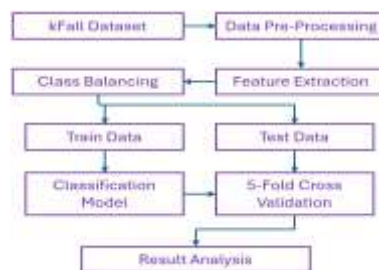 kFall Dataset
Data Pre-Processing
Class Balancing
Feature Extraction
Train Data
Test Data
Classification
Model
5-Fold Cross
Validation
Result Analysis